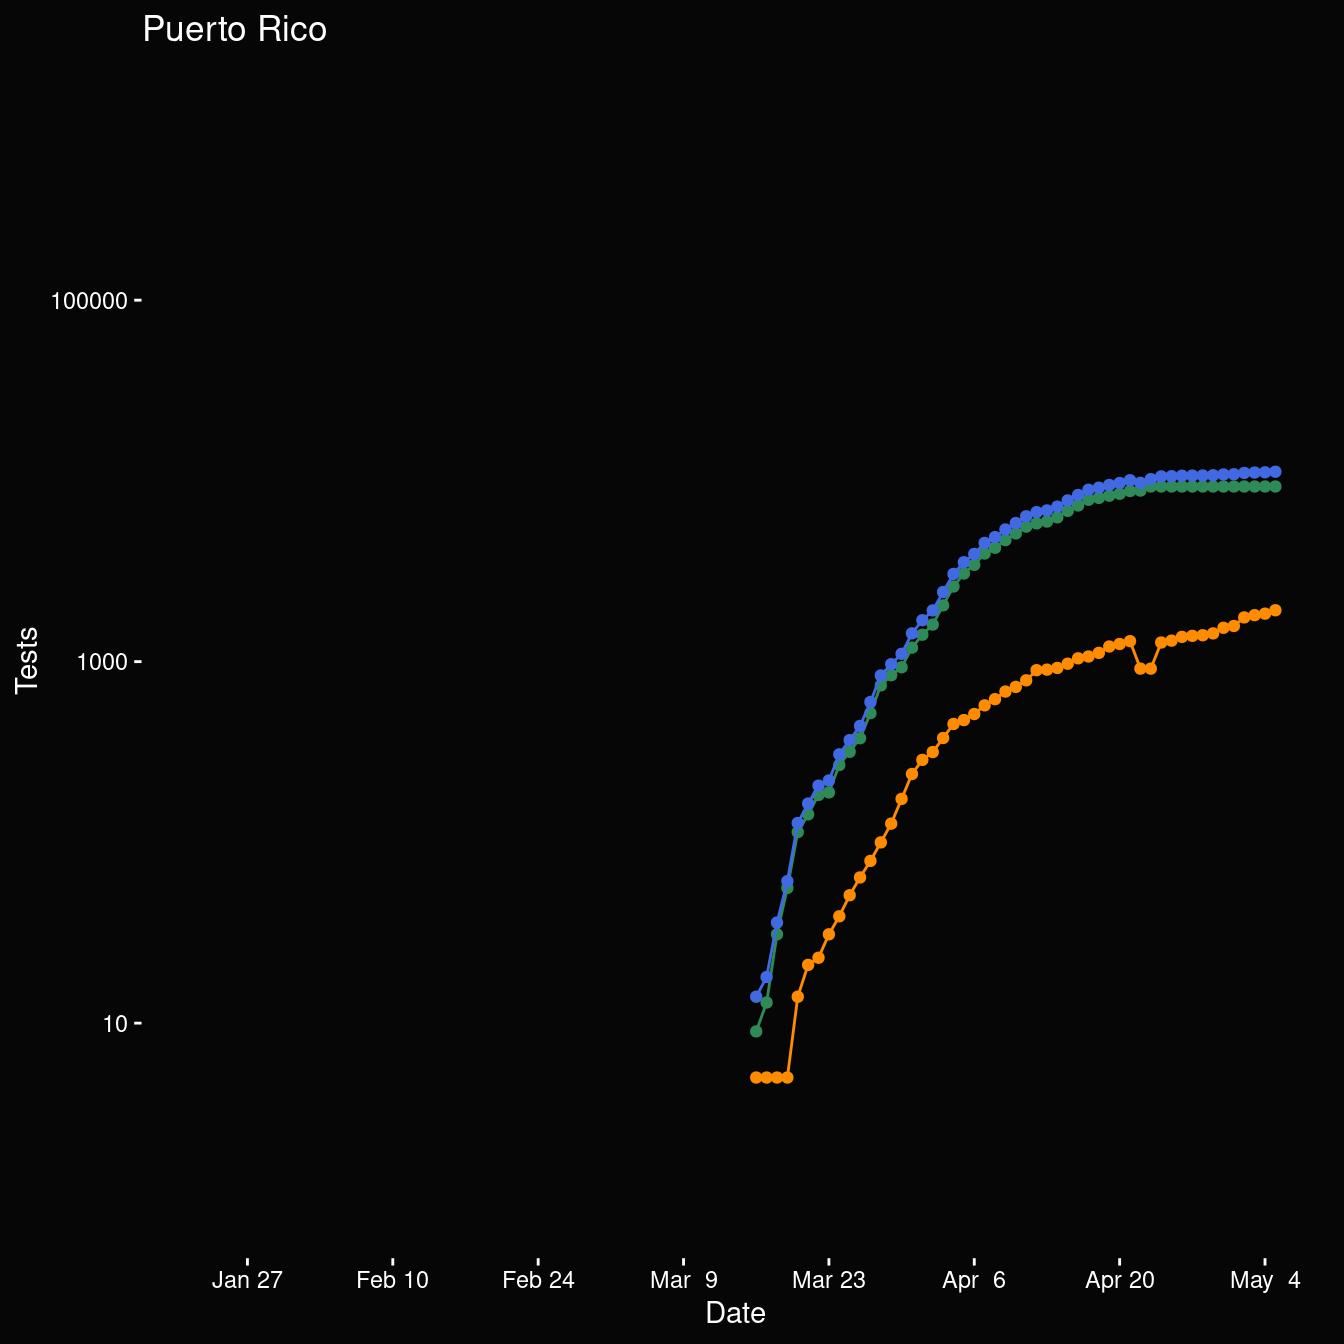 Puerto Rico
100000
1000
10
Tests
Jan 27
Feb 10
Feb 24
Mar  9
Mar 23
Apr  6
Apr 20
May  4
Date